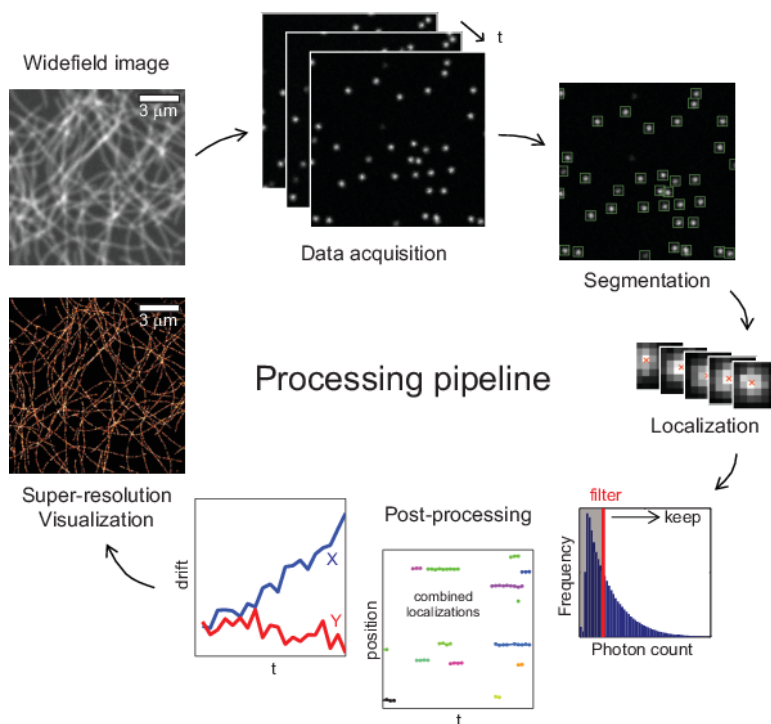 Widefield image
3 μm
t
Data acquisition
Segmentation
Processing pipeline
3 μm
Localization
Super-resolution
Visualization
filter
keep
Frequency
Photon count
Post-processing
combined
localizations
position
t
X
Y
drift
t